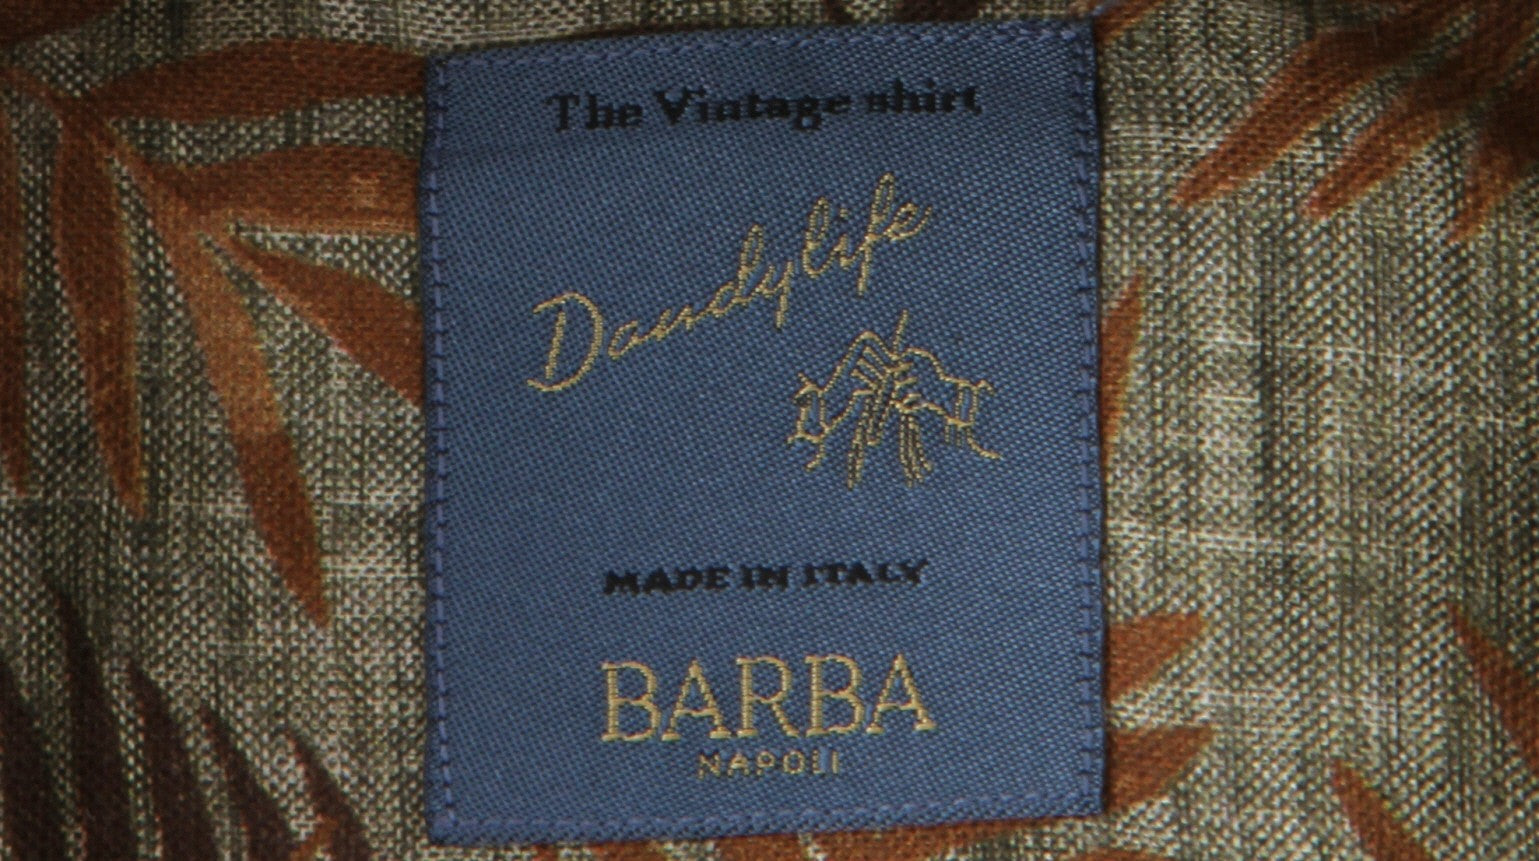 The Vintage shirt
Dandylife
MADE IN ITALY
BARBA
NAPOLI